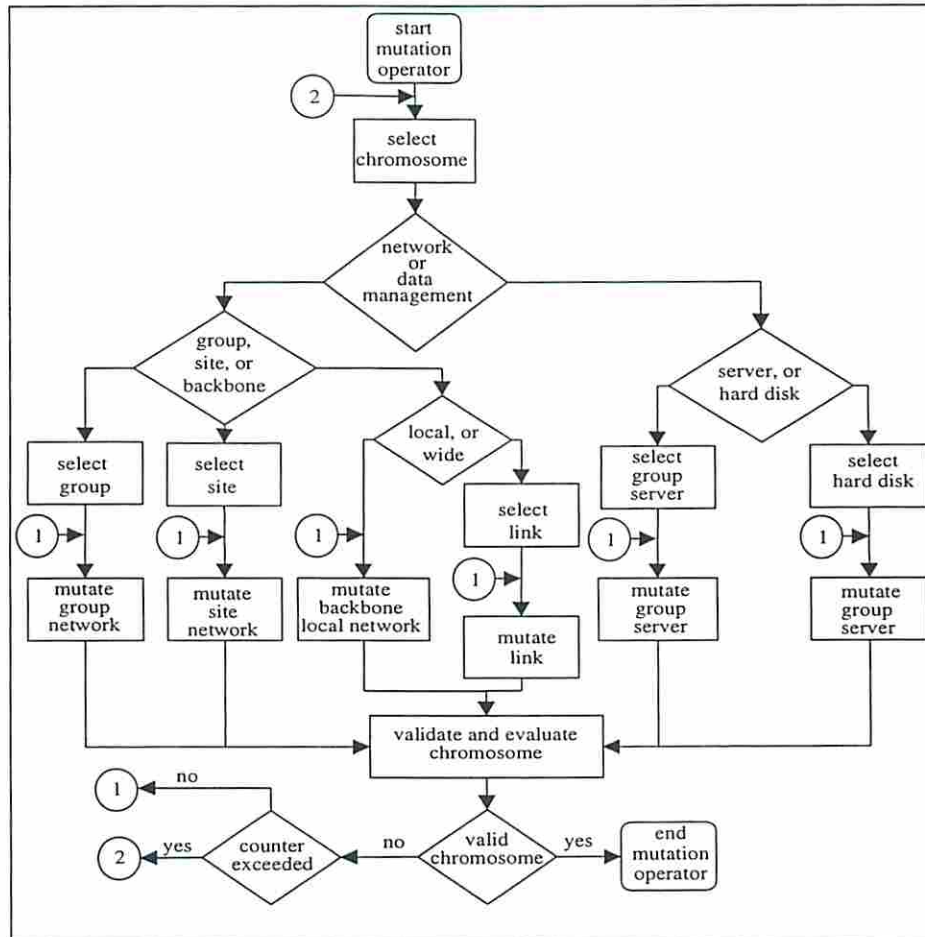 start
mutation
operator
2
select
chromosome
network
or
data
management
group,
site, or
backbone
server, or
hard disk
local, or
wide
select
group
select
site
select
group
server
select
hard disk
select
link
1
1
1
1
1
1
mutate
group
network
mutate
site
network
mutate
backbone
local network
mutate
link
mutate
group
server
mutate
group
server
validate and evaluate
chromosome
1
no
2
yes
counter
exceeded
no
valid
chromosome
yes
end
mutation
operator